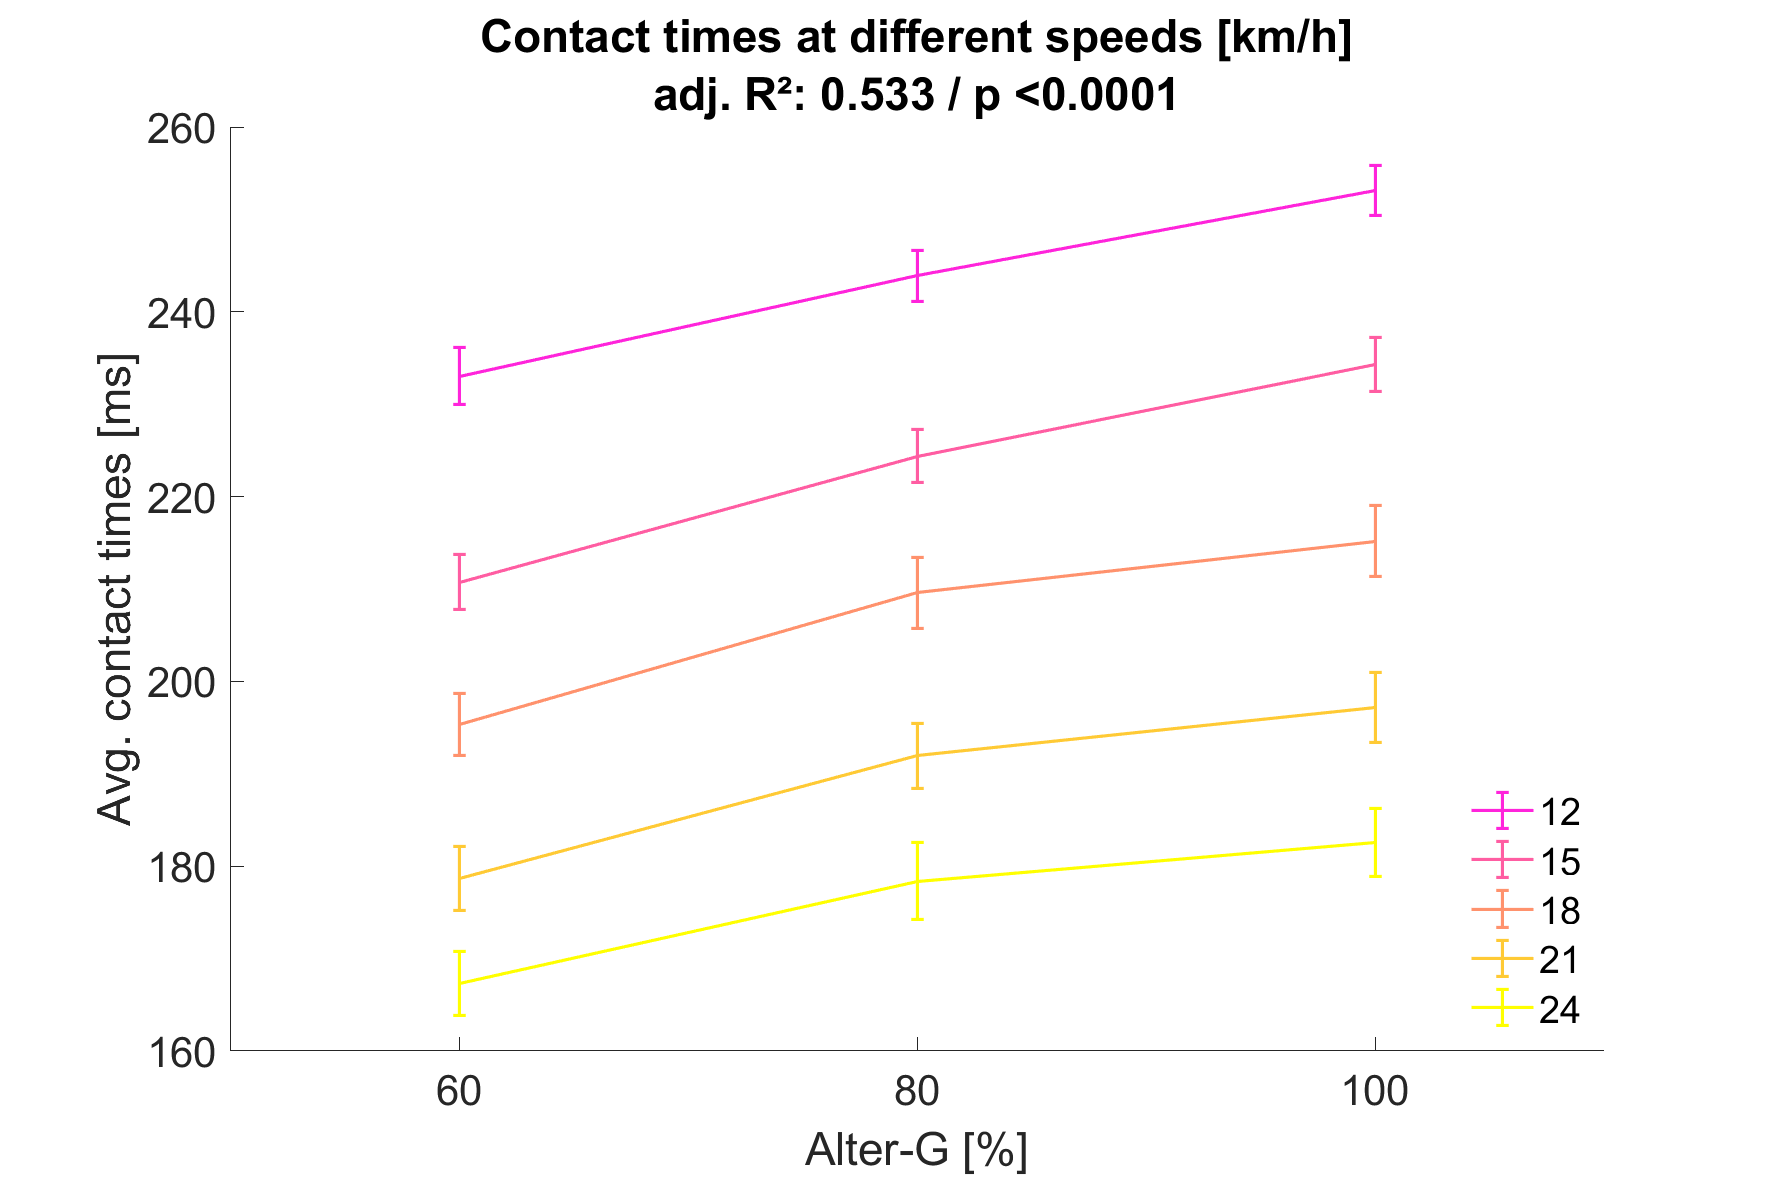 Contact times at different speeds [km/h]
adj. R²: 0.533 / p <0.0001
260
240
220
200
180
160
Avg. contact times [ms]
60 80 100
Alter-G [%]
12
15
18
21
24